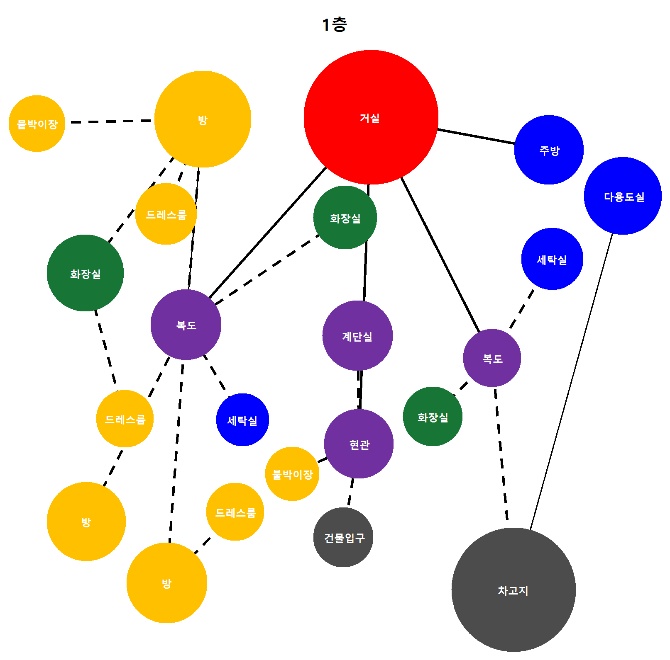 1층
거실
방
붙박이장
주방
다용도실
드레스룸
화장실
세탁실
화장실
복도
계단실
복도
드레스룸
세탁실
화장실
현관
붙박이장
드레스룸
방
건물입구
방
차고지